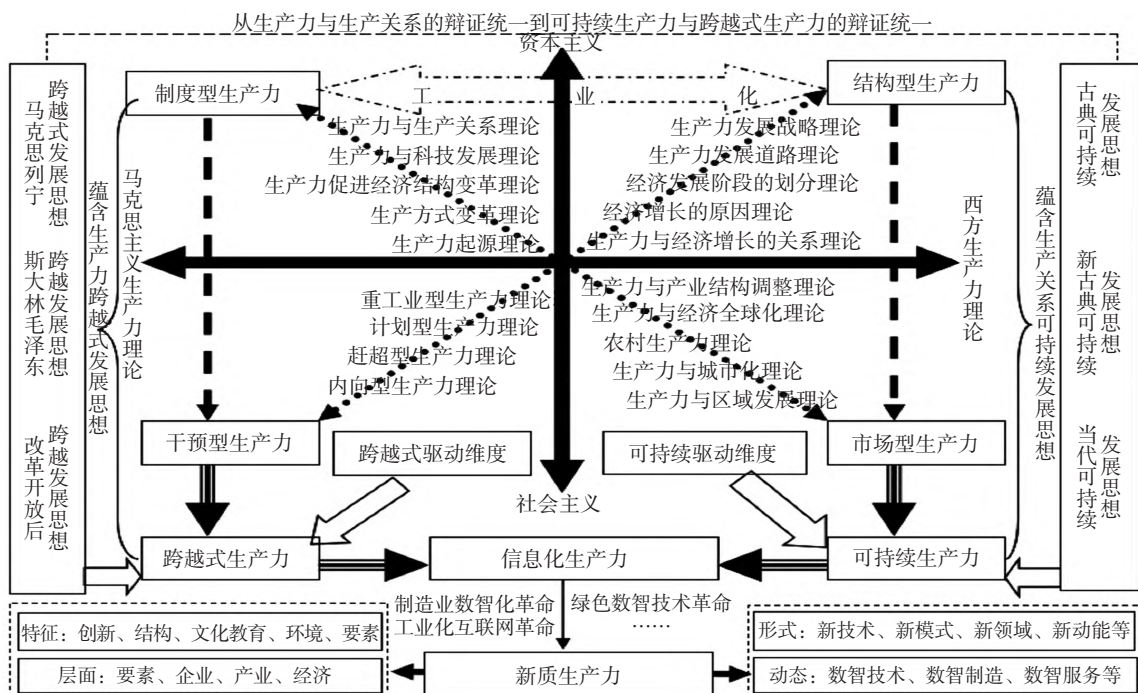 从生产力与生产关系的辩证统一到可持续生产力与跨越式生产力的辩证统一
资本主义
制度型生产力
工业化
结构型生产力
跨越式发展思想
马克思列宁
跨越发展思想
斯大林毛泽东
跨越发展思想
改革开放后
蕴含生产力跨越式发展思想
马克思主义生产力理论
生产力与生产关系理论
生产力与科技发展理论
生产力促进经济结构变革理论
生产方式变革理论
生产力起源理论
生产力发展战略理论
生产力发展道路理论
经济发展阶段的划分理论
经济增长的原因理论
生产力与经济增长的关系理论
重工业型生产力理论
计划型生产力理论
赶超型生产力理论
内向型生产力理论
生产力与产业结构调整理论
生产力与经济全球化理论
农村生产力理论
生产力与城市化理论
生产力与区域发展理论
西方生产力理论
蕴含生产关系可持续发展思想
发展思想
古典可持续
发展思想
新古典可持续
发展思想
当代可持续
干预型生产力
跨越式驱动维度
可持续驱动维度
市场型生产力
社会主义
跨越式生产力
信息化生产力
可持续生产力
制造业数智化革命
工业化互联网革命
绿色数智技术革命
……
特征：创新、结构、文化教育、环境、要素
层面：要素、企业、产业、经济
新质生产力
形式：新技术、新模式、新领域、新动能等
动态：数智技术、数智制造、数智服务等